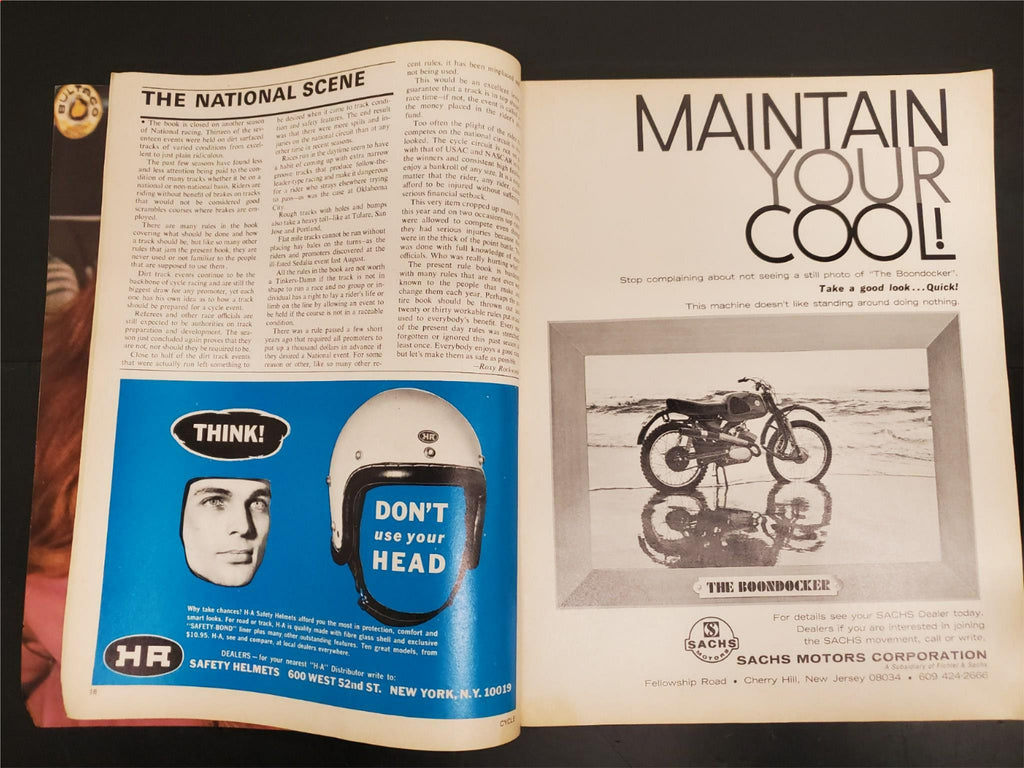 BULTACO
THE NATIONAL SCENE
• The book is closed on another season
of National racing. Thirteen of the sev-
enteen events were held on dirt surfaced
tracks of varied conditions from excel-
lent to just plain ridiculous.
The past few seasons have found less
and less attention being paid to the con-
dition of many tracks whether it be on a
national or non-national basis. Riders are
riding without benefit of brakes on tracks
that would not be considered good
scrambles courses where brakes are em-
ployed.
There are many rules in the book
covering what should be done and how
a track should be, but like so many other
rules that jam the present book, they are
never used or not familiar to the people
that are supposed to use them.
Dirt track events continue to be the
backbone of cycle racing and are still the
biggest draw for any promoter, yet each
one has his own idea as to how a track
should be prepared for a cycle event.
Referees and other race officials are
still expected to be authorities on track
preparation and development. The sea-
son just concluded again proves that they
are not, nor should they be required to be.
Close to half of the dirt track events
that were actually run left something to
be desired when it came to track condi-
tion and safety features. The end result
was that there were more spills and in-
juries on the national circuit than at any
other time in recent seasons.
Races run in the daytime seem to have
a habit of coming up with extra narrow
groove tracks that produce follow-the-
leader-type racing and make it dangerous
for a rider who strays elsewhere trying
to pass—as was the case at Oklahoma
City.
Rough tracks with holes and bumps
also take a heavy toll—like at Tulare, San
Jose and Portland.
Flat mile tracks cannot be run without
placing hay bales on the turns—as the
riders and promoters discovered at the
ill-fated Sedalia event last August.
All the rules in the book are not worth
a Tinkers-Damn if the track is not in
shape to run a race and no group or in-
dividual has a right to lay a rider's life or
limb on the line by allowing an event to
be held if the course is not in a raceable
condition.
There was a rule passed a few short
years ago that required all promoters to
put up a thousand dollars in advance if
they desired a National event. For some
reason or other, like so many other re-
cent rules, it has been misplaced
not being used.
This would be an excellent
guarantee that a track is in top
race time—if not, the event is
the money placed in the rider's
fund.
Too often the plight of the rider
competes on the national circuit is
looked. The cycle circuit is
with that of USAC and NASCAR
the winners and consistent high
enjoy a bankroll of any size. It is a
matter that the rider, any rider,
afford to be injured without suffering
serious financial setback.
This very item cropped up many
this year and on two occasions
were allowed to compete even
they had serious injuries because
were in the thick of the point battle.
was done with full knowledge of
officials. Who was really hurting
The present rule book is
with many rules that are not even
known to the people that make
change them each year. Perhaps the
tire book should be thrown out
twenty or thirty workable rules put
used to everybody's benefit. Every
of the present day rules was
forgotten or ignored this past season
least once. Everybody enjoys a good
but let's make them as safe as possible.
—Roxy Rockwood
THINK!
HR
DON'T
use your
HEAD
Why take chances? H-A Safety Helmets afford you the most in protection, comfort and
smart looks. For road or track, H-A is quality made with fibre glass shell and exclusive
"SAFETY-BOND" liner plus many other outstanding features. Ten great models, from
$10.95. H-A, see and compare, at local dealers everywhere.
DEALERS—for your nearest "H-A" Distributor write to:
HR SAFETY HELMETS 600 WEST 52nd ST. NEW YORK, N.Y. 10019
18
CYCLE
MAINTAIN
YOUR
COOL!
Stop complaining about not seeing a still photo of "The Boondocker".
Take a good look...Quick!
This machine doesn't like standing around doing nothing.
THE BOONDOCKER
For details see your SACHS Dealer today.
Dealers if you are interested in joining
the SACHS movement, call or write,
S
SACHS
MOTORS
SACHS MOTORS CORPORATION
A Subsidiary of Fichtel & Sachs
Fellowship Road • Cherry Hill, New Jersey 08034 • 609 424-2666